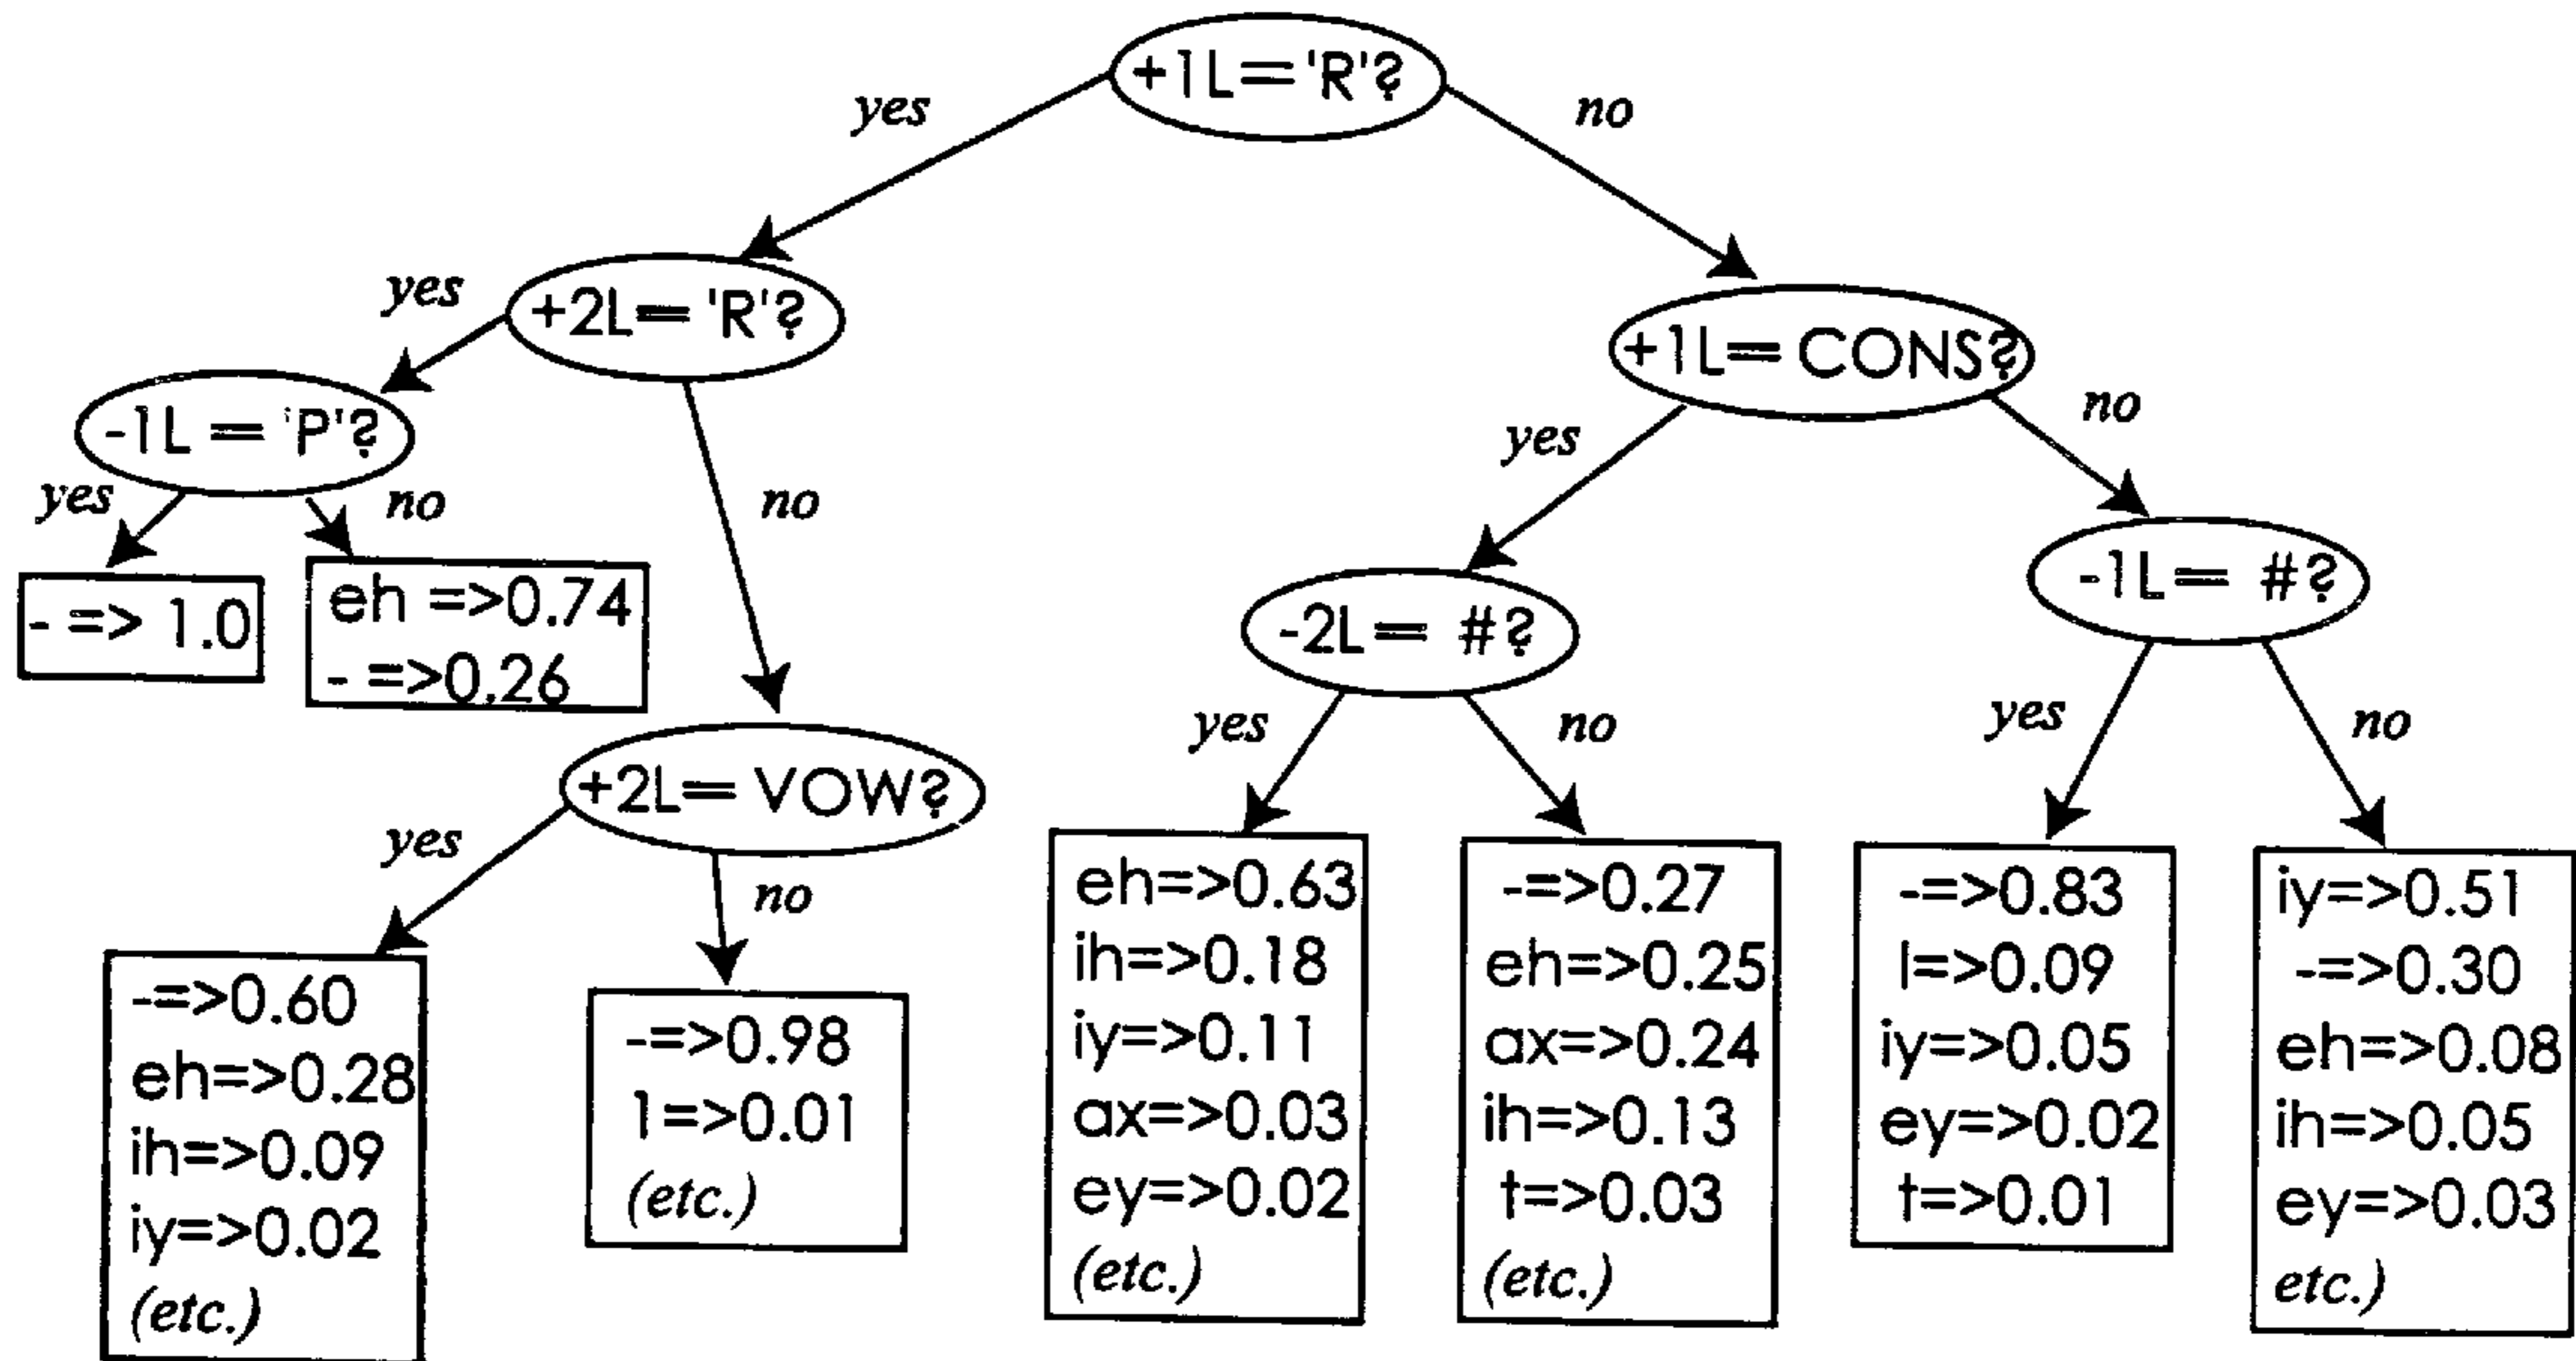 +1L=='R'?
yes
no
+2L== 'R'?
yes
no
+1L== CONS?
yes
no
-1L == 'P'?
yes
no
- => 1.0
eh =>0.74
- =>0.26
+2L== VOW?
yes
no
-=>0.60
eh=>0.28
ih=>0.09
iy=>0.02
(etc.)
-=>0.98
1=>0.01
(etc.)
-2L== #?
yes
no
eh=>0.63
ih=>0.18
iy=>0.11
ax=>0.03
ey=>0.02
(etc.)
-=>0.27
eh=>0.25
ax=>0.24
ih=>0.13
t=>0.03
(etc.)
-1L== #?
yes
no
-=>0.83
l=>0.09
iy=>0.05
ey=>0.02
t=>0.01
iy=>0.51
-=>0.30
eh=>0.08
ih=>0.05
ey=>0.03
etc.)